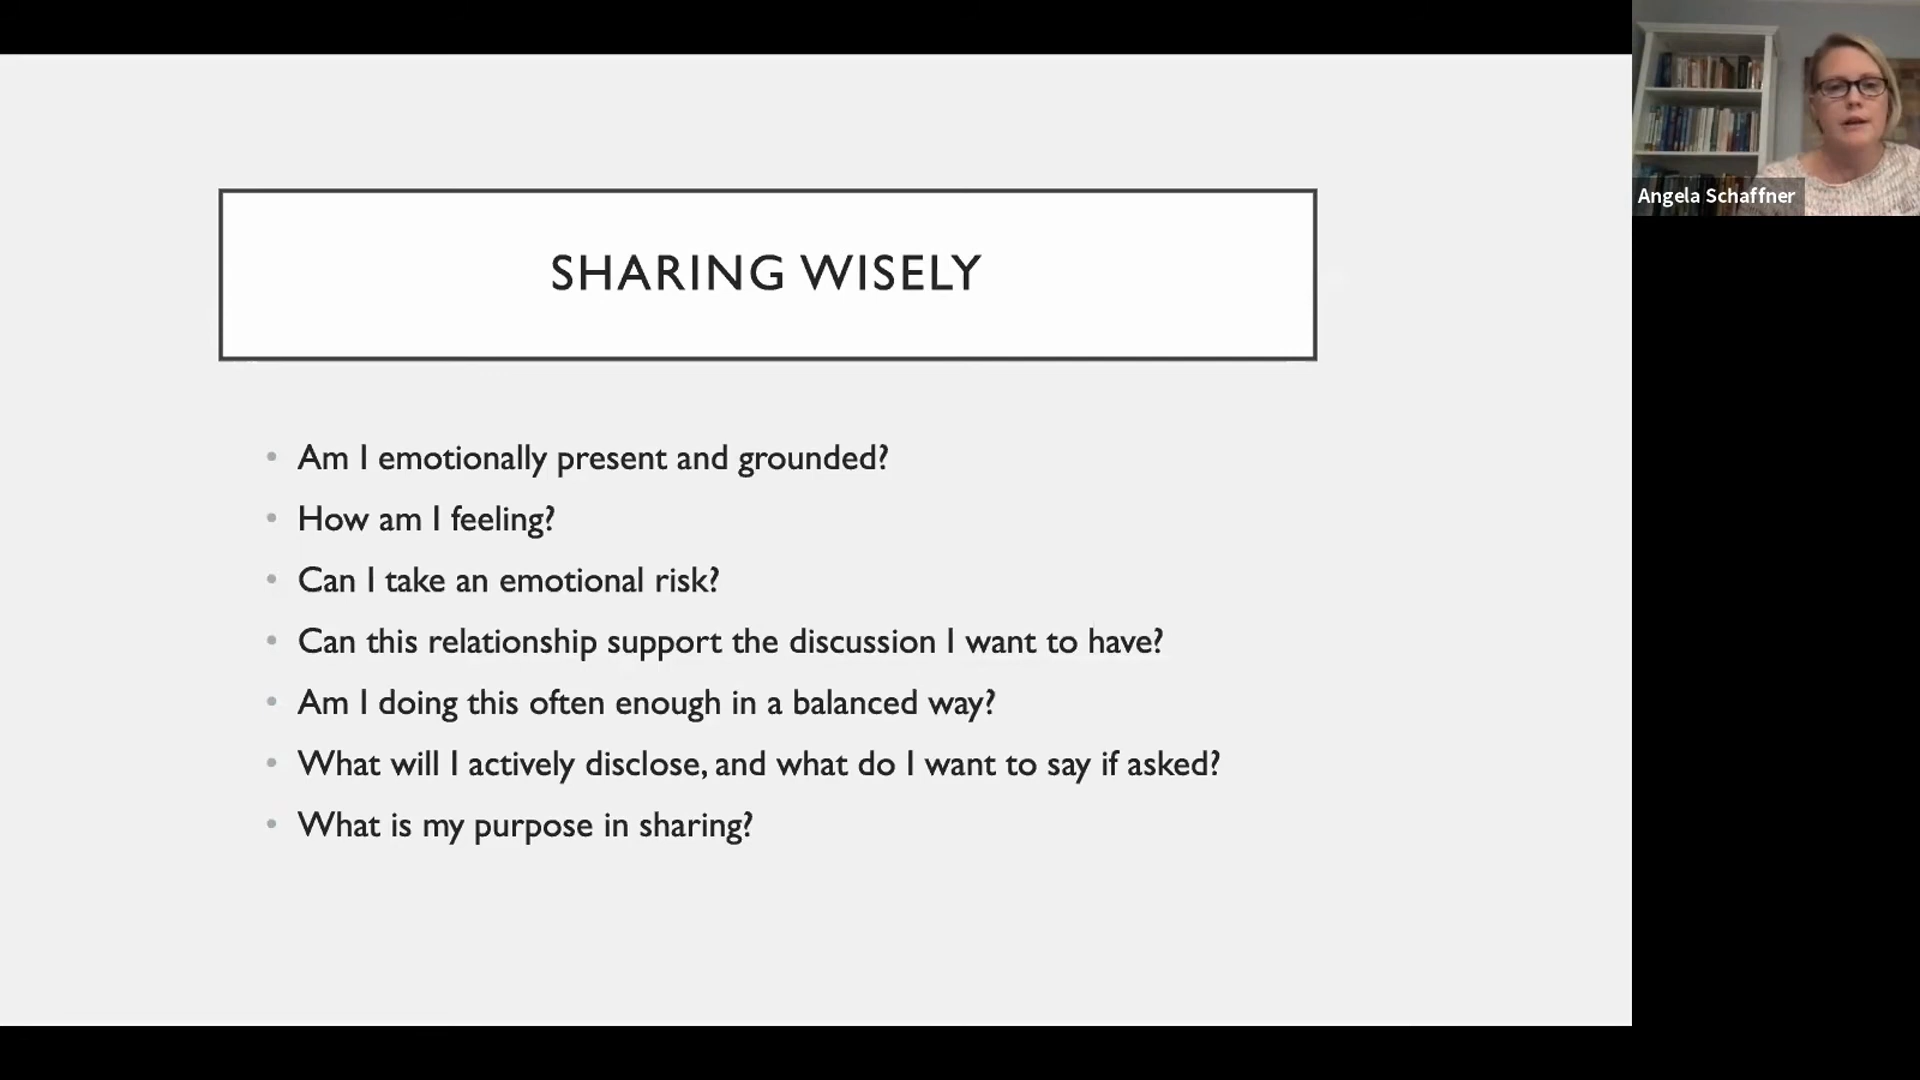 SHARING WISELY
• Am I emotionally present and grounded?
• How am I feeling?
• Can I take an emotional risk?
• Can this relationship support the discussion I want to have?
• Am I doing this often enough in a balanced way?
• What will I actively disclose, and what do I want to say if asked?
• What is my purpose in sharing?
Angela Schaffner